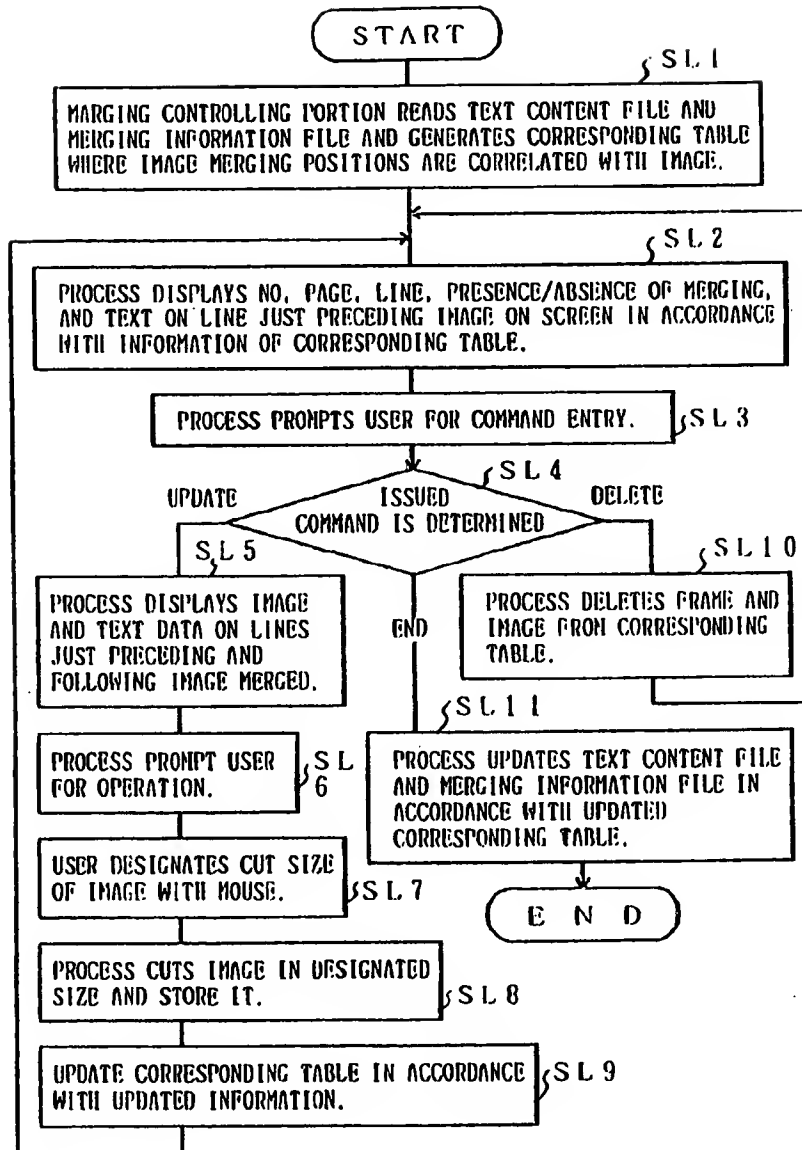 START
SL1
MARGING CONTROLLING PORTION READS TEXT CONTENT FILE AND
MERGING INFORMATION FILE AND GENERATES CORRESPONDING TABLE
WHERE IMAGE MERGING POSITIONS ARE CORRELATED WITH IMAGE.
SL2
PROCESS DISPLAYS NO, PAGE, LINE, PRESENCE/ABSENCE OF MERGING,
AND TEXT ON LINE JUST PRECEDING IMAGE ON SCREEN IN ACCORDANCE
WITH INFORMATION OF CORRESPONDING TABLE.
PROCESS PROMPTS USER FOR COMMAND ENTRY.
SL3
SL4
UPDATE
ISSUED
COMMAND IS DETERMINED
DELETE
END
SL5
PROCESS DISPLAYS IMAGE
AND TEXT DATA ON LINES
JUST PRECEDING AND
FOLLOWING IMAGE MERGED.
SL10
PROCESS DELETES FRAME AND
IMAGE FROM CORRESPONDING
TABLE.
SL11
PROCESS UPDATES TEXT CONTENT FILE
AND MERGING INFORMATION FILE IN
ACCORDANCE WITH UPDATED
CORRESPONDING TABLE.
END
PROCESS PROMPT USER
FOR OPERATION.
SL
6
USER DESIGNATES CUT SIZE
OF IMAGE WITH MOUSE.
SL7
PROCESS CUTS IMAGE IN DESIGNATED
SIZE AND STORE IT.
SL8
UPDATE CORRESPONDING TABLE IN ACCORDANCE
WITH UPDATED INFORMATION.
SL9